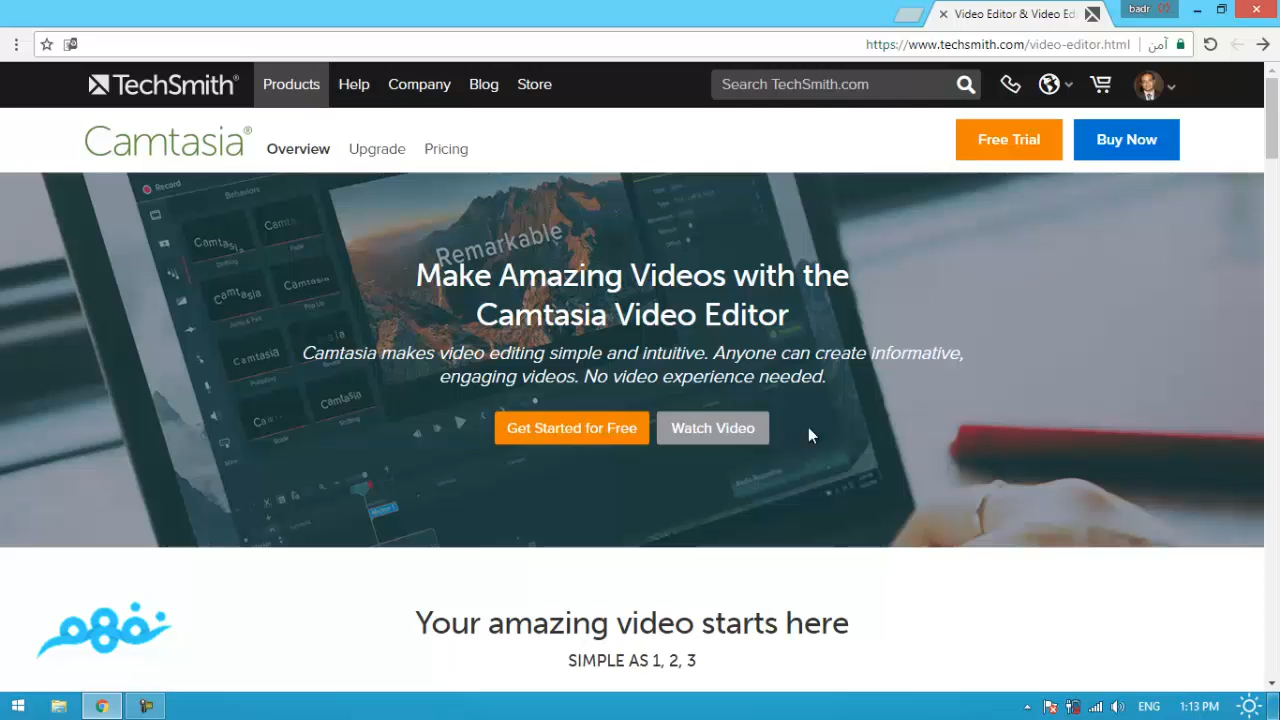 Video Editor & Video Ed
badr
https://www.techsmith.com/video-editor.html
آمن
TechSmith®
Products
Help
Company
Blog
Store
Search TechSmith.com
Camtasia®
Overview
Upgrade
Pricing
Free Trial
Buy Now
Record
Behaviors
Remarkable
Make Amazing Videos with the
Camtasia Video Editor
Camtasia makes video editing simple and intuitive. Anyone can create informative,
engaging videos. No video experience needed.
Get Started for Free
Watch Video
Your amazing video starts here
SIMPLE AS 1, 2, 3
نفهم
ENG
1:13 PM